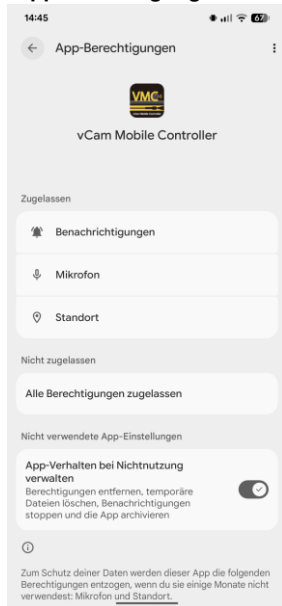 14:45
67
App-Berechtigungen
VMC
vCam Mobile Controller
Zugelassen
Benachrichtigungen
Mikrofon
Standort
Nicht zugelassen
Alle Berechtigungen zugelassen
Nicht verwendete App-Einstellungen
App-Verhalten bei Nichtnutzung
verwalten
Berechtigungen entfernen, temporäre
Dateien löschen, Benachrichtigungen
stoppen und die App archivieren
Zum Schutz deiner Daten werden dieser App die folgenden
Berechtigungen entzogen, wenn du sie einige Monate nicht
verwendest: Mikrofon und Standort.